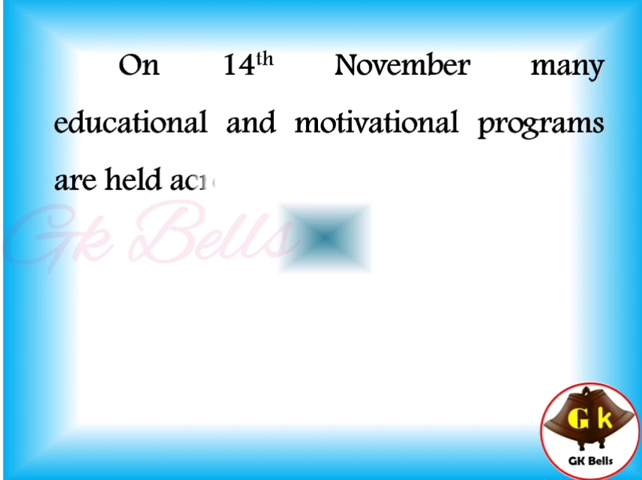 On 14th November many
educational and motivational programs
are held
Gk Bells
G k
GK Bells